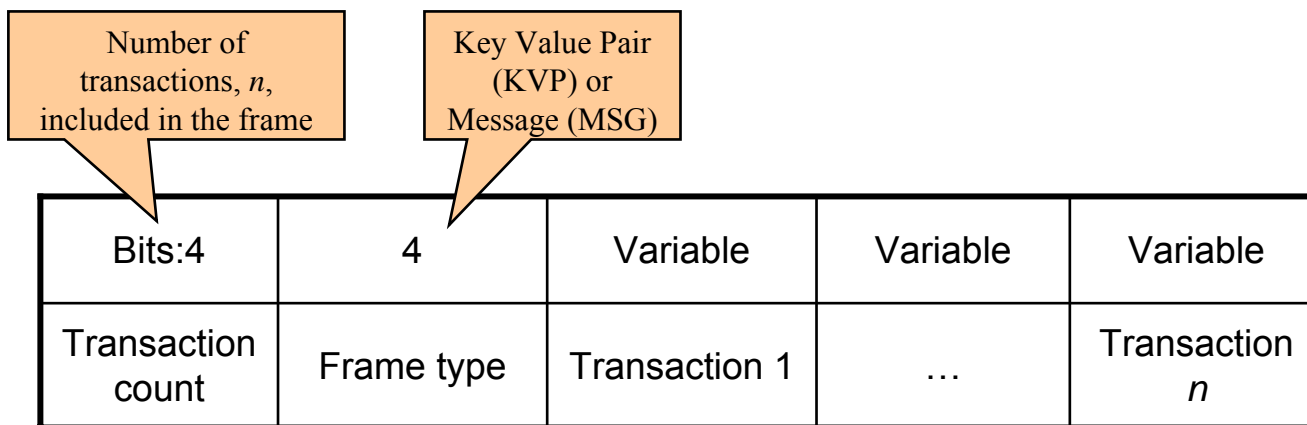 Number of
transactions, n,
included in the frame
Key Value Pair
(KVP) or
Message (MSG)
Bits:4
4
Variable
Variable
Variable
Transaction
count
Frame type
Transaction 1
…
Transaction
n